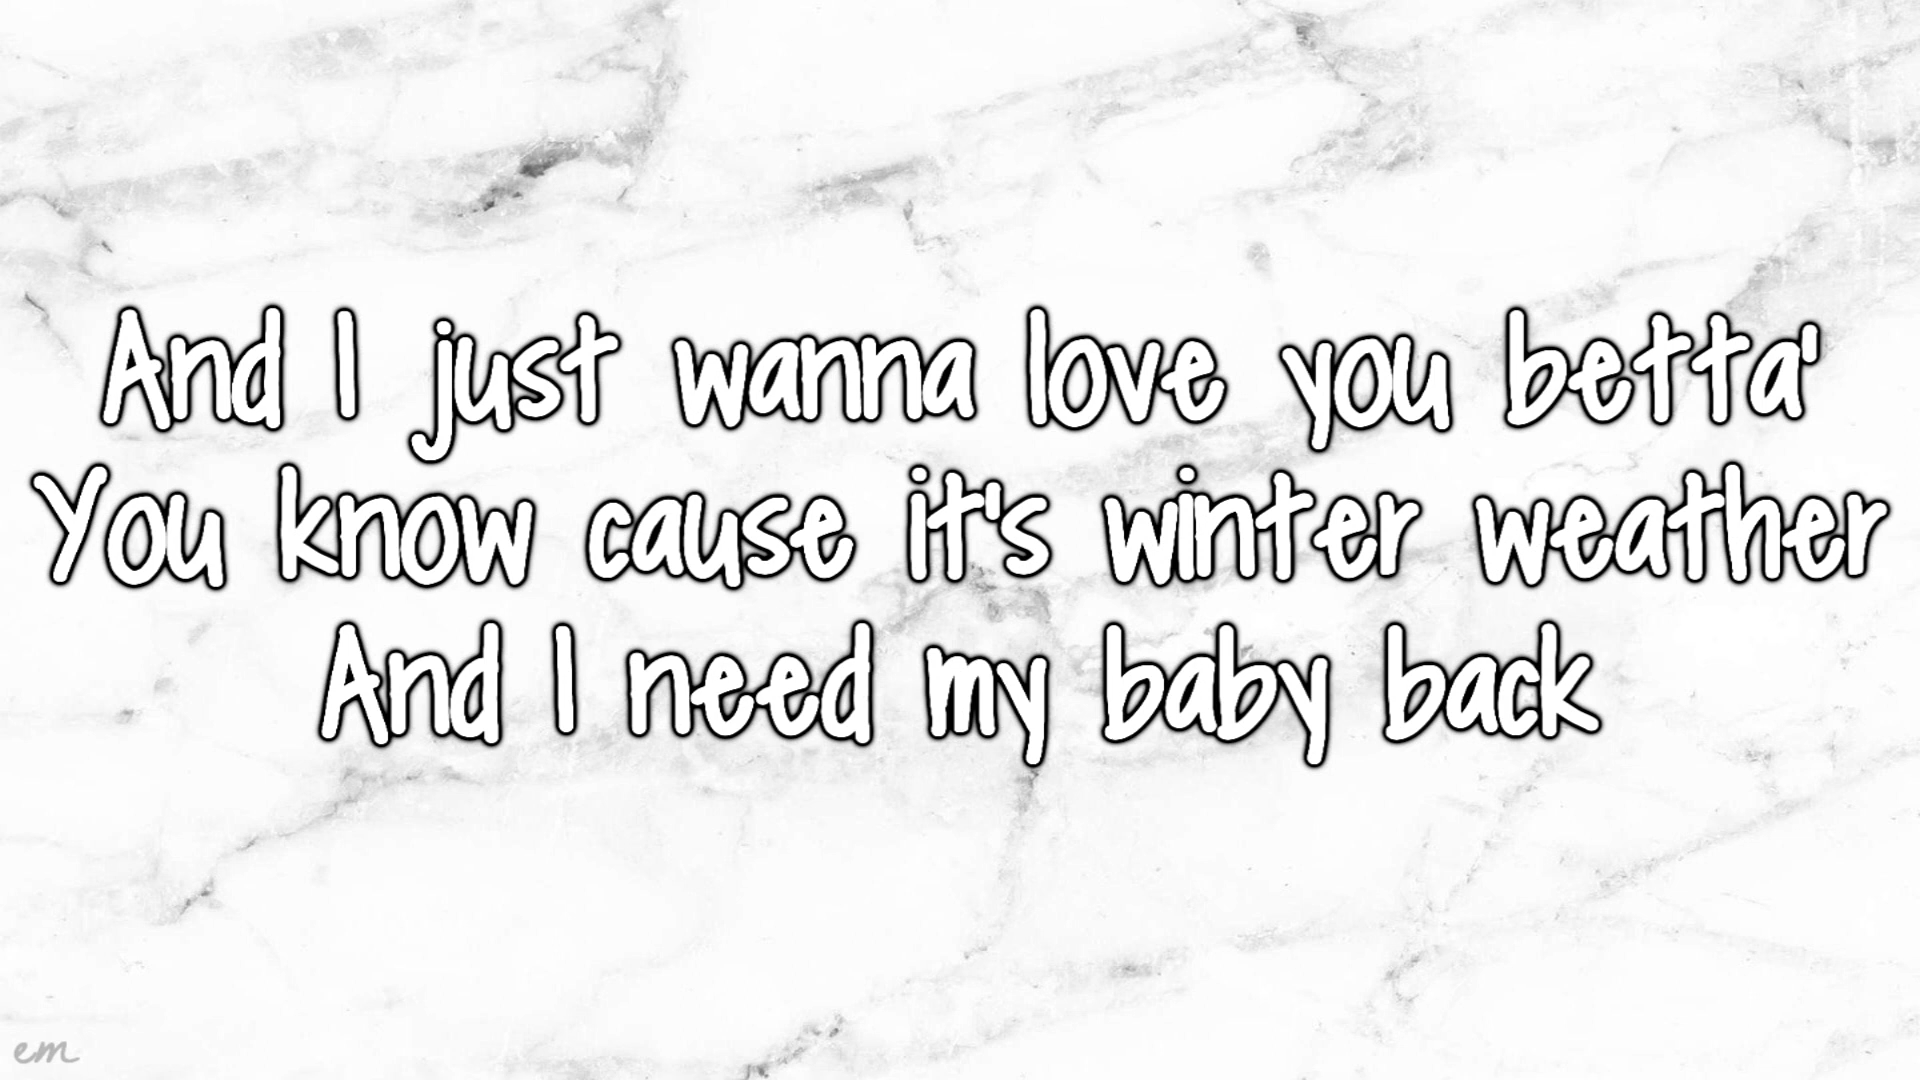 And I just wanna love you betta'
You know cause it's winter weather
And I need my baby back
em